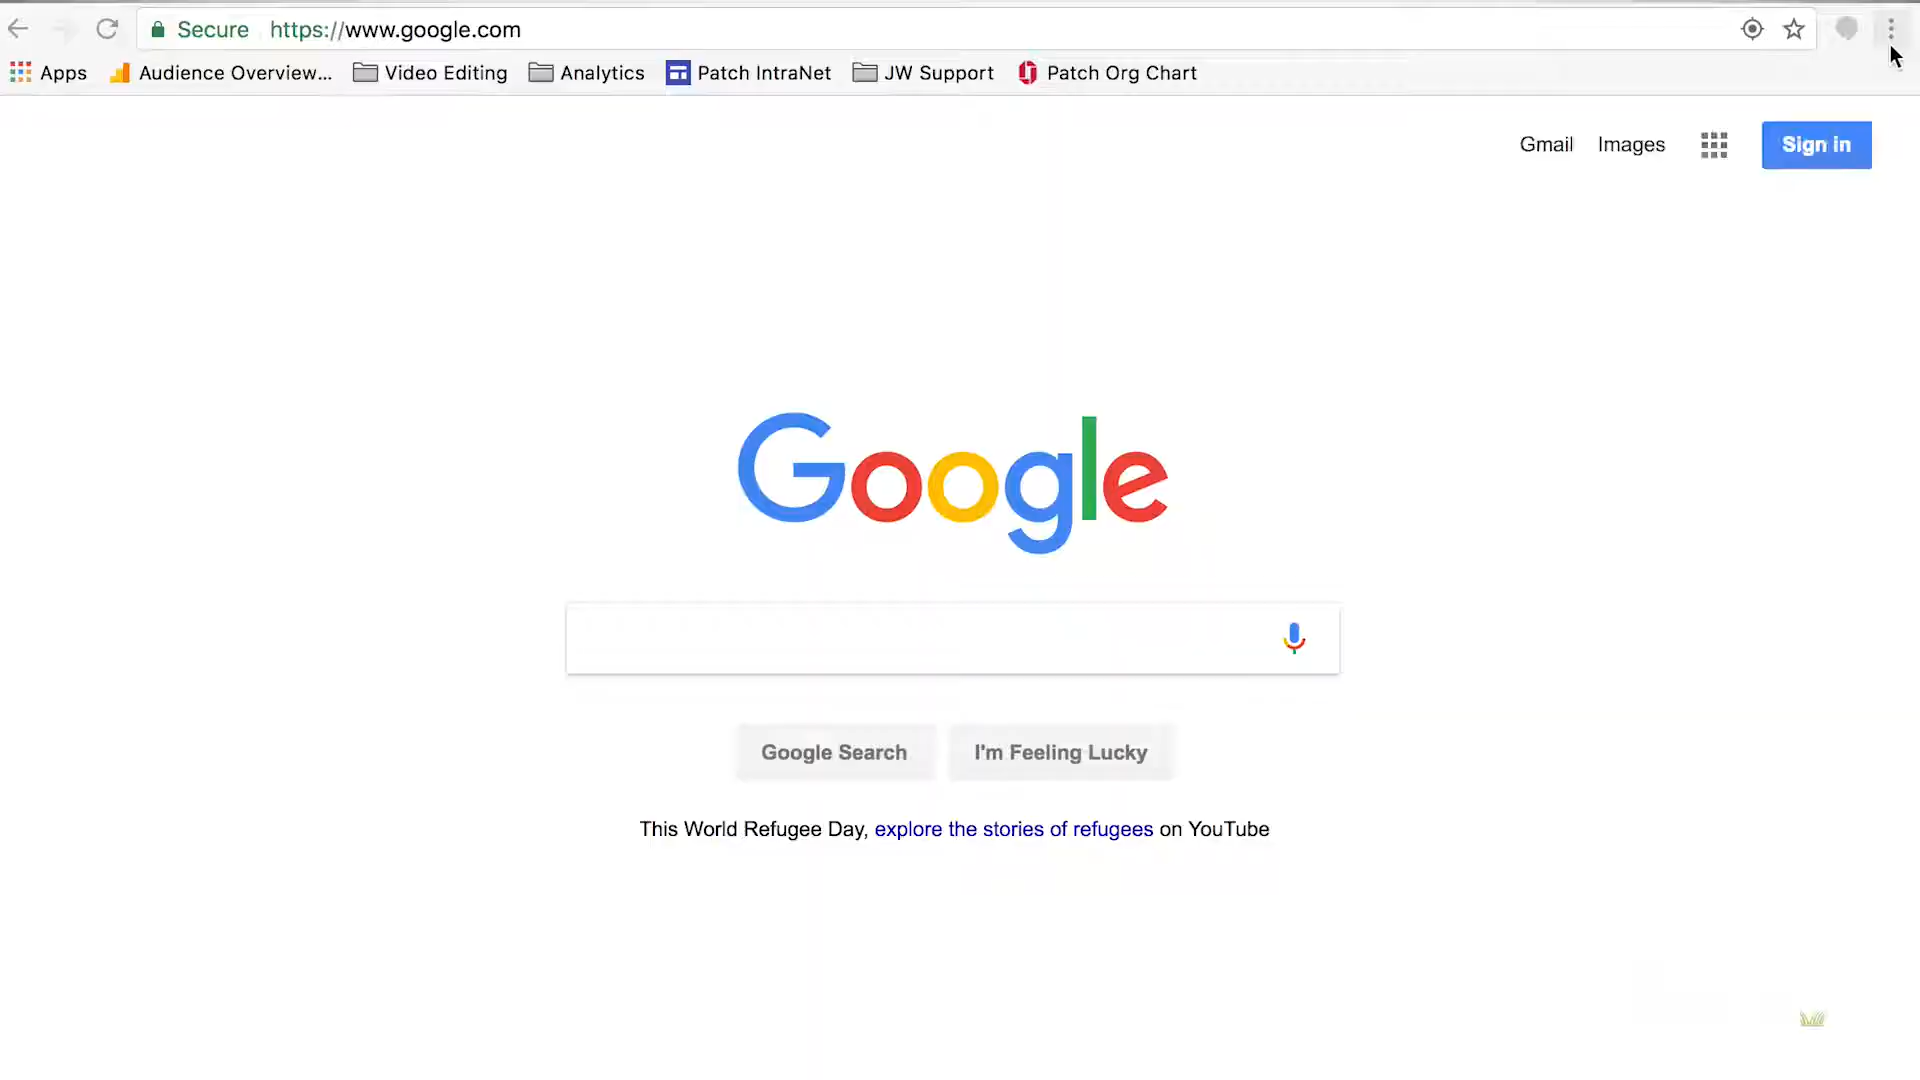 Secure https://www.google.com
Apps Audience Overview... Video Editing Analytics Patch IntraNet JW Support Patch Org Chart
Gmail Images Sign in
Google
Google Search I'm Feeling Lucky
This World Refugee Day, explore the stories of refugees on YouTube